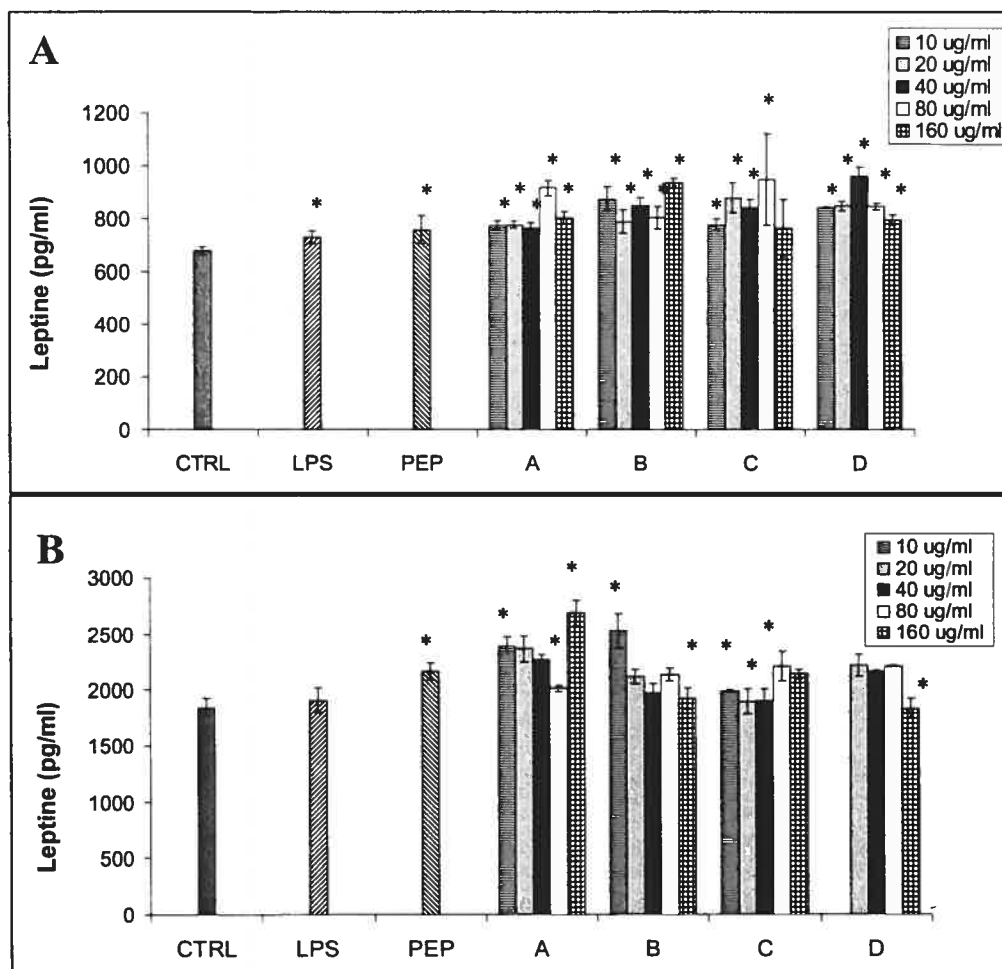 A
10 ug/ml
20 ug/ml
40 ug/ml
80 ug/ml
160 ug/ml
Leptine (pg/ml)
1200
1000
800
600
400
200
0
CTRL LPS PEP A B C D
* * * * * * * * * * * * * * * * * * * * *
B
10 ug/ml
20 ug/ml
40 ug/ml
80 ug/ml
160 ug/ml
Leptine (pg/ml)
3000
2500
2000
1500
1000
500
0
CTRL LPS PEP A B C D
* * * * * * * * * *